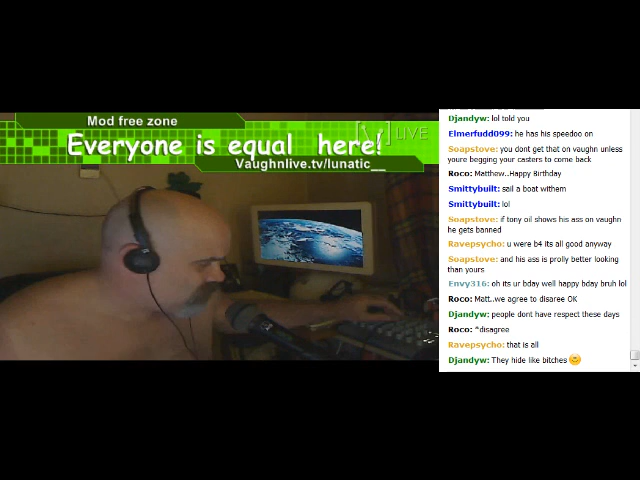 Mod free zone
Everyone is equal here!
[V] LIVE
Vaughnlive.tv/lunatic__
Djandyw: lol told you
Elmerfudd099: he has his speedoo on
Soapstove: you dont get that on vaughn unless
youre begging your casters to come back
Roco: Matthew..Happy Birthday
Smittybuilt: sail a boat withem
Smittybuilt: lol
Soapstove: if tony oil shows his ass on vaughn
he gets banned
Ravepsycho: u were b4 its all good anyway
Soapstove: and his ass is prolly better looking
than yours
Envy316: oh its ur bday well happy bday bruh lol
Roco: Matt..we agree to disaree OK
Djandyw: people dont have respect these days
Roco: *disagree
Ravepsycho: that is all
Djandyw: They hide like bitches